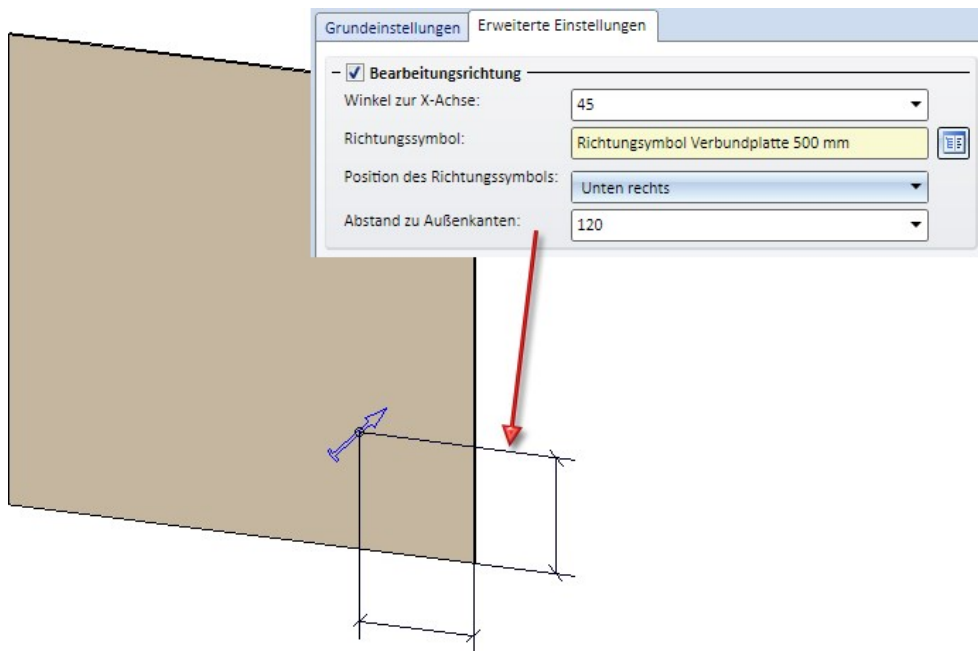 Grundeinstellungen Erweiterte Einstellungen
Bearbeitungsrichtung
Winkel zur X-Achse: 45
Richtungssymbol: Richtungsymbol Verbundplatte 500 mm
Position des Richtungssymbols: Unten rechts
Abstand zu Außenkanten: 120